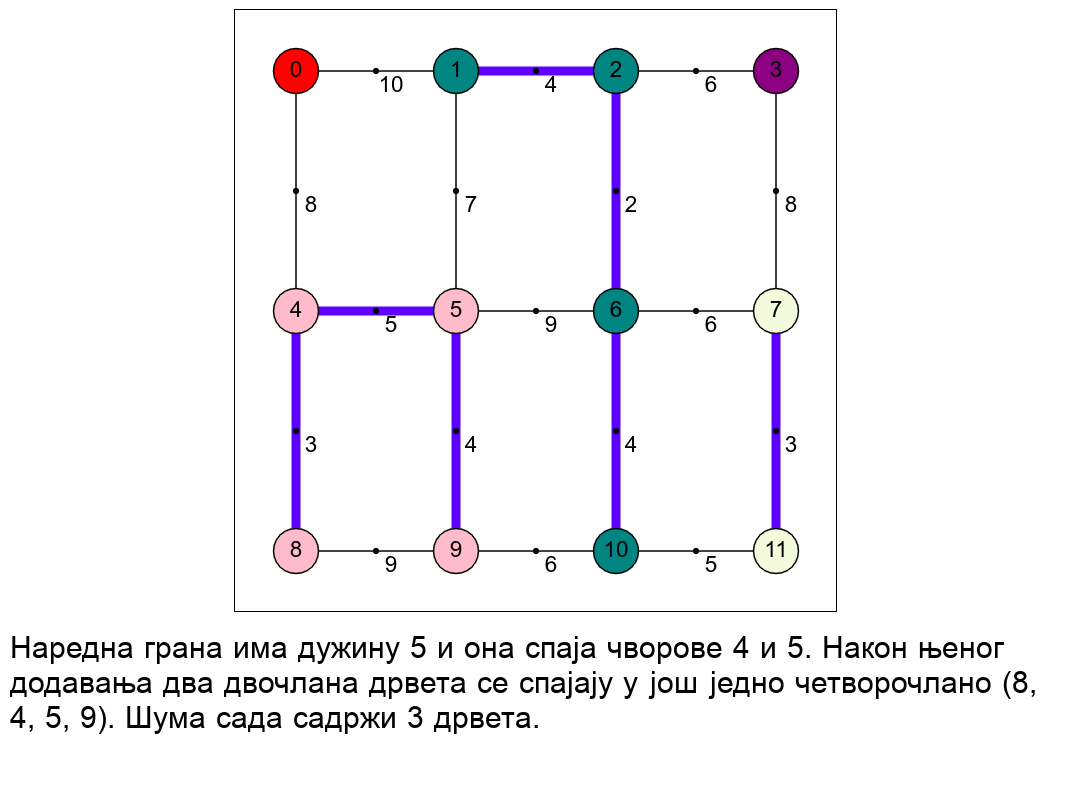 0 10 1 4 2 6 3
8 7 2 8
4 5 5 9 6 6 7
3 4 4 3
8 9 9 6 10 5 11
Наредна грана има дужину 5 и она спаја чворове 4 и 5. Након њеног
додавања два двочлана дрвета се спајају у још једно четворочлано (8,
4, 5, 9). Шума сада садржи 3 дрвета.